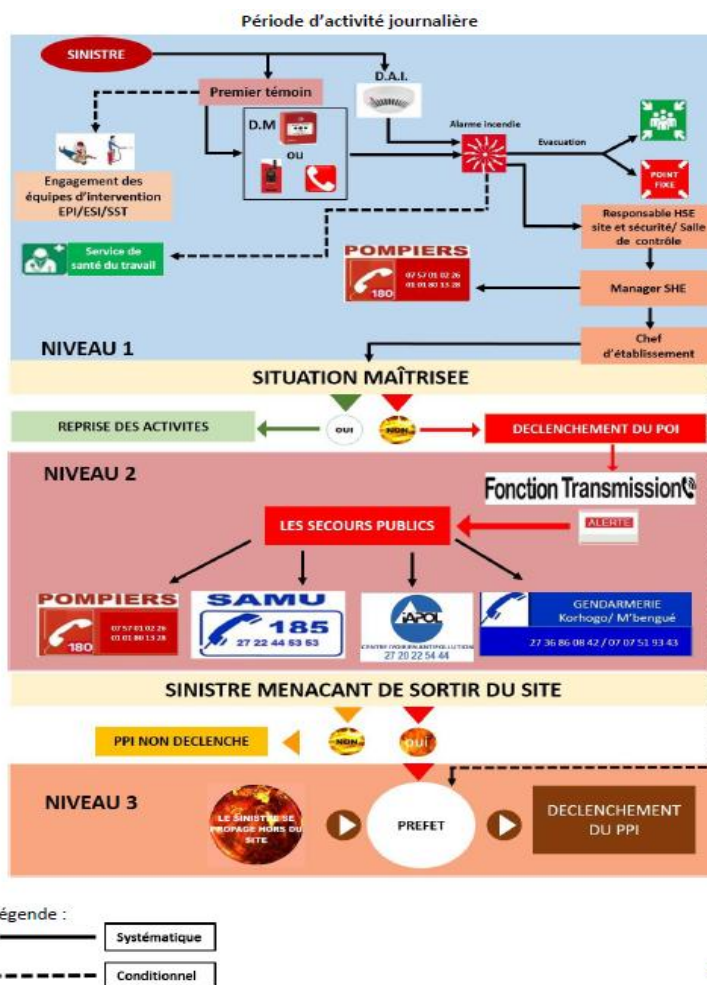 Période d'activité journalière
SINISTRE
D.A.I.
Premier témoin
D.M
OU
Alarme incendie
Evacuation
POINT
FIXE
Engagement des
équipes d'intervention
EPI/ESI/SST
Responsable HSE
site et sécurité/ Salle
de contrôle
Service de
santé du travail
POMPIERS
07 57 01 02 26
01 01 80 13 28
180
Manager SHE
Chef
d'établissement
NIVEAU 1
SITUATION MAÎTRISEE
REPRISE DES ACTIVITES
OUI
NON
DECLENCHEMENT DU POI
NIVEAU 2
Fonction Transmission
LES SECOURS PUBLICS
ALERTE
POMPIERS
07 57 01 02 26
01 01 80 13 28
180
SAMU
185
27 22 44 53 53
CIAPOL
CENTRE IVOIRIEN ANTIPOLLUTION
27 20 22 54 44
GENDARMERIE
Korhogo/ M'bengué
27 36 86 08 42 / 07 07 51 93 43
SINISTRE MENACANT DE SORTIR DU SITE
PPI NON DECLENCHE
NON
OUI
NIVEAU 3
LE SINISTRE SE
PROPAGE HORS DU
SITE
PREFET
DECLENCHEMENT
DU PPI
égende :
Systématique
Conditionnel